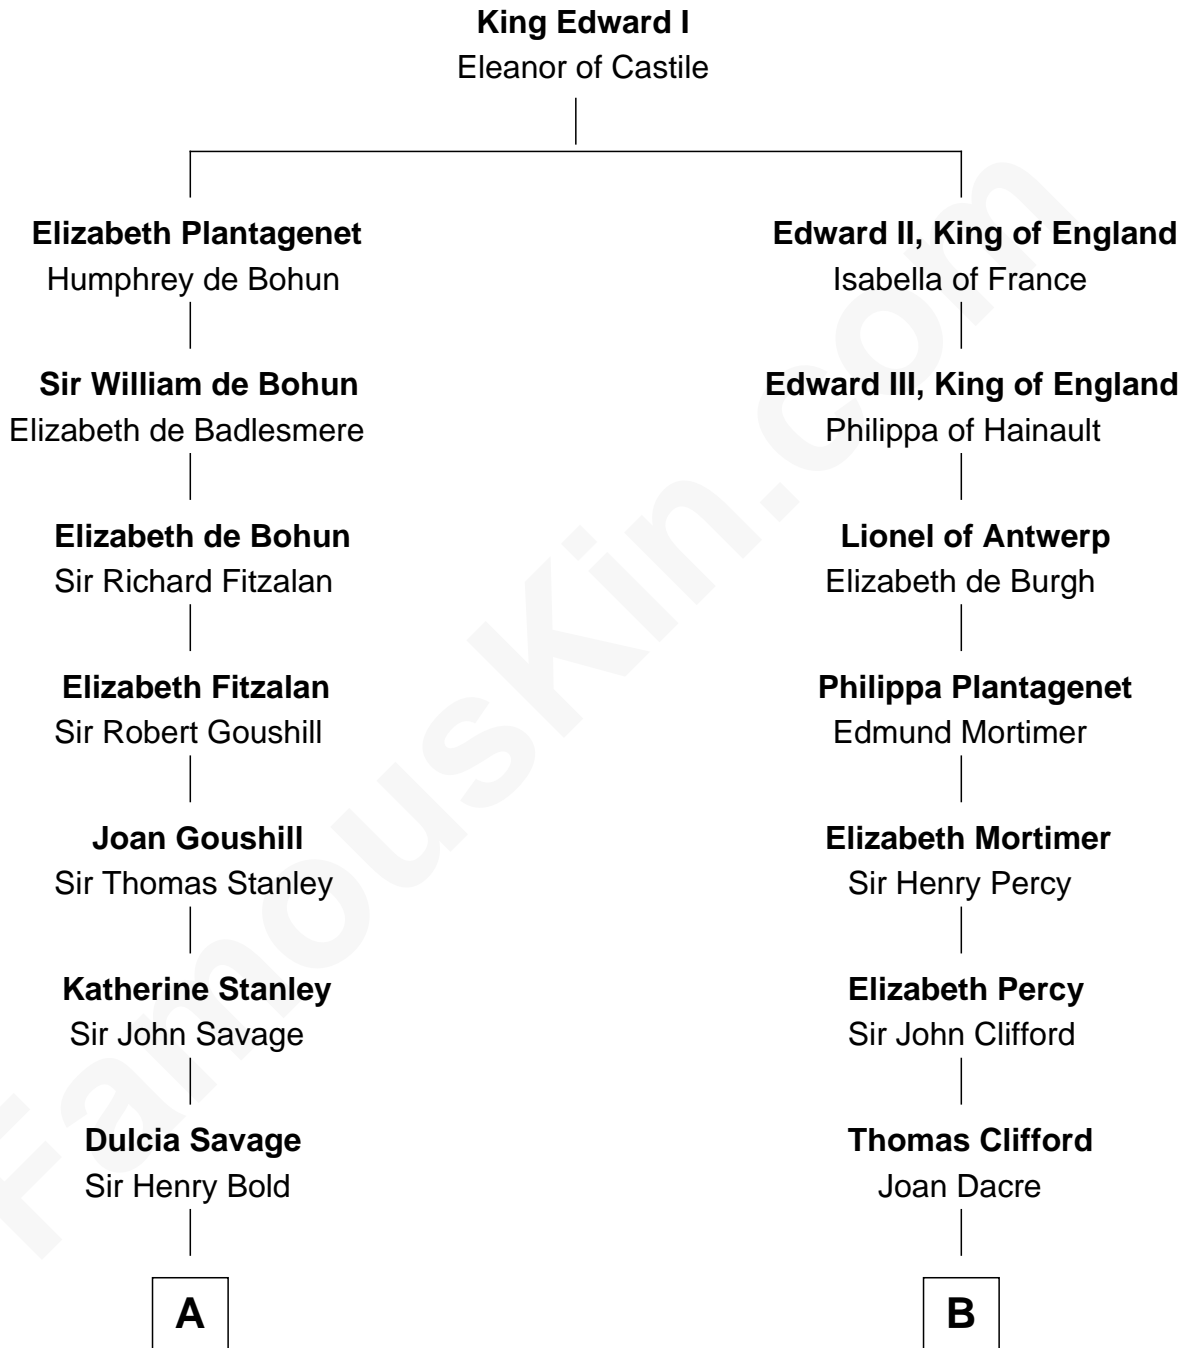 King Edward I
Eleanor of Castile
Elizabeth Plantagenet
Humphrey de Bohun
Edward II, King of England
Isabella of France
Sir William de Bohun
Elizabeth de Badlesmere
Edward III, King of England
Philippa of Hainault
Elizabeth de Bohun
Sir Richard Fitzalan
Lionel of Antwerp
Elizabeth de Burgh
Elizabeth Fitzalan
Sir Robert Goushill
Philippa Plantagenet
Edmund Mortimer
Joan Goushill
Sir Thomas Stanley
Elizabeth Mortimer
Sir Henry Percy
Katherine Stanley
Sir John Savage
Elizabeth Percy
Sir John Clifford
Dulcia Savage
Sir Henry Bold
Thomas Clifford
Joan Dacre
A
B
FamousKin.com